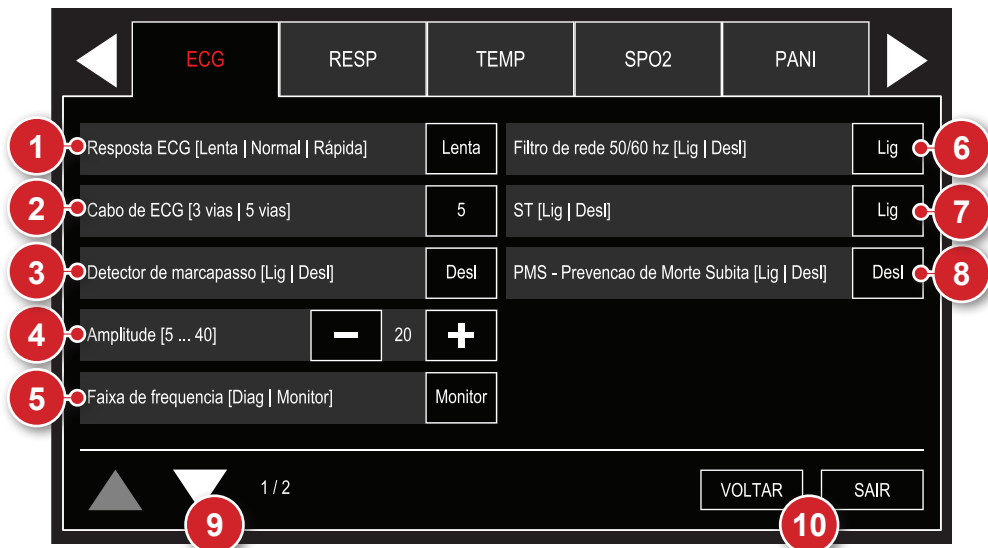 ECG RESP TEMP SPO2 PANI
1 Resposta ECG [Lenta | Normal | Rápida] Lenta Filtro de rede 50/60 hz [Lig | Desl] Lig 6
2 Cabo de ECG [3 vias | 5 vias] 5 ST [Lig | Desl] Lig 7
3 Detector de marcapasso [Lig | Desl] Desl PMS - Prevencao de Morte Subita [Lig | Desl] Desl 8
4 Amplitude [5 ... 40] − 20 +
5 Faixa de frequencia [Diag | Monitor] Monitor
1 / 2 VOLTAR SAIR
9 10